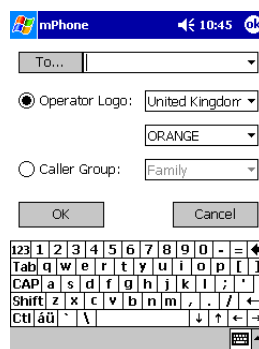 mPhone 10:45 ok
To...
Operator Logo: United Kingdom
ORANGE
Caller Group: Family
OK Cancel
123 1 2 3 4 5 6 7 8 9 0 - =
Tab q w e r t y u i o p [ ]
CAP a s d f g h j k l ; '
Shift z x c v b n m , . /
Ctl áü ` \